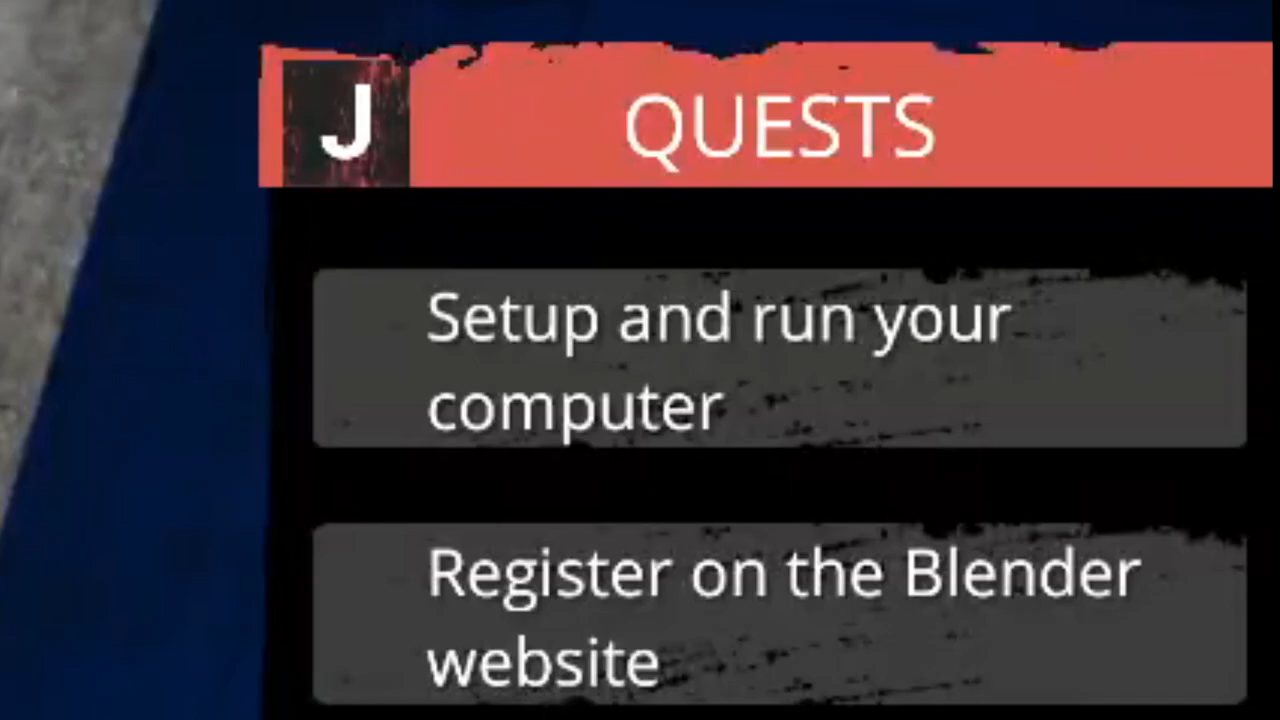 J
QUESTS
Setup and run your
computer
Register on the Blender
website